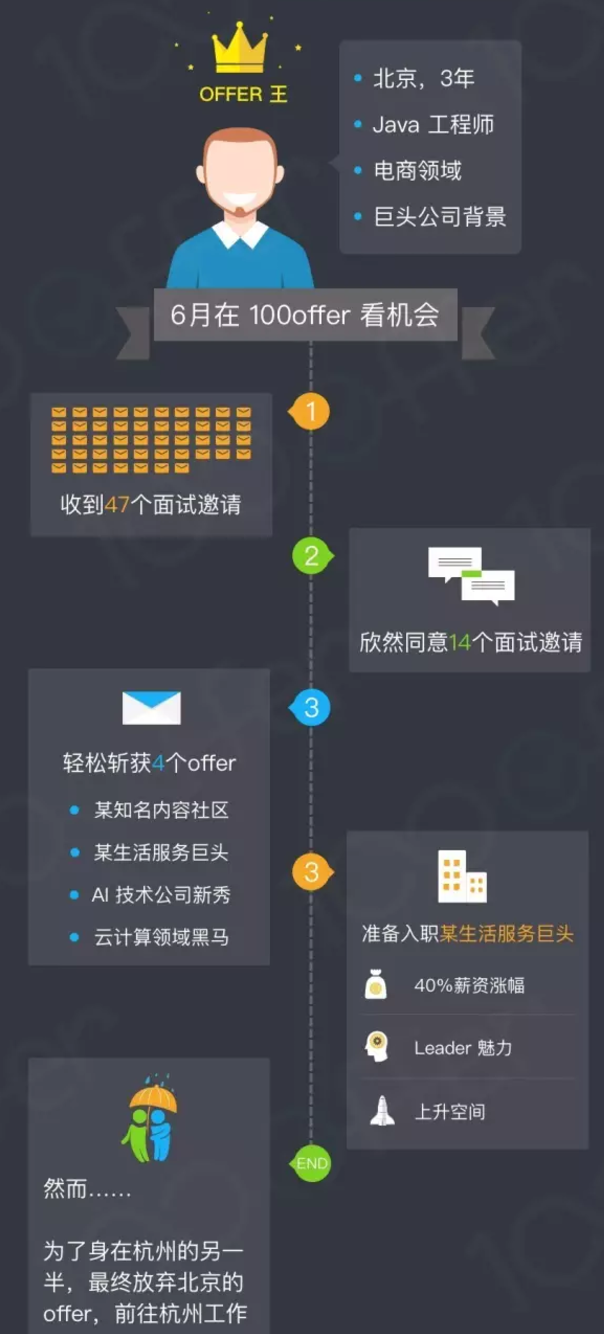 OFFER 王
北京，3年
Java 工程师
电商领域
巨头公司背景
6月在 100offer 看机会
1
收到47个面试邀请
2
欣然同意14个面试邀请
3
轻松斩获4个offer
某知名内容社区
某生活服务巨头
AI 技术公司新秀
云计算领域黑马
3
准备入职某生活服务巨头
40%薪资涨幅
Leader 魅力
上升空间
END
然而……
为了身在杭州的另一
半，最终放弃北京的
offer，前往杭州工作